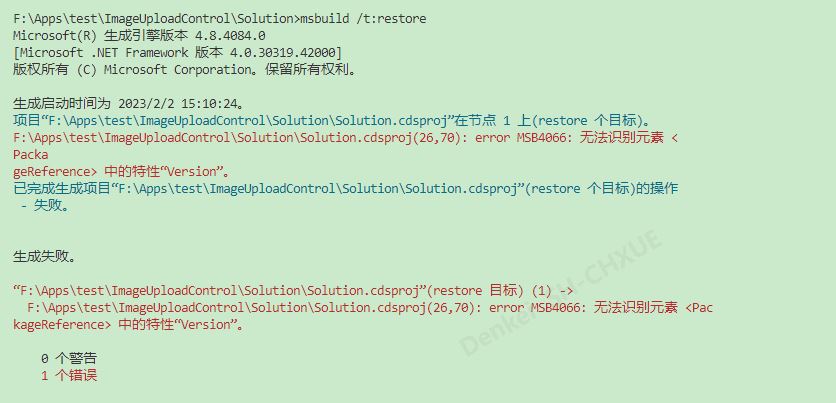 F:\Apps\test\ImageUploadControl\Solution>msbuild /t:restore
Microsoft(R) 生成引擎版本 4.8.4084.0
[Microsoft .NET Framework 版本 4.0.30319.42000]
版权所有 (C) Microsoft Corporation。保留所有权利。
生成启动时间为 2023/2/2 15:10:24。
项目“F:\Apps\test\ImageUploadControl\Solution\Solution.cdsproj”在节点 1 上(restore 个目标)。
F:\Apps\test\ImageUploadControl\Solution\Solution.cdsproj(26,70): error MSB4066: 无法识别元素 <
Packa
geReference> 中的特性“Version”。
已完成生成项目“F:\Apps\test\ImageUploadControl\Solution\Solution.cdsproj”(restore 个目标)的操作
- 失败。
生成失败。
“F:\Apps\test\ImageUploadControl\Solution\Solution.cdsproj”(restore 目标) (1) ->
F:\Apps\test\ImageUploadControl\Solution\Solution.cdsproj(26,70): error MSB4066: 无法识别元素 <Pac
kageReference> 中的特性“Version”。
0 个警告
1 个错误